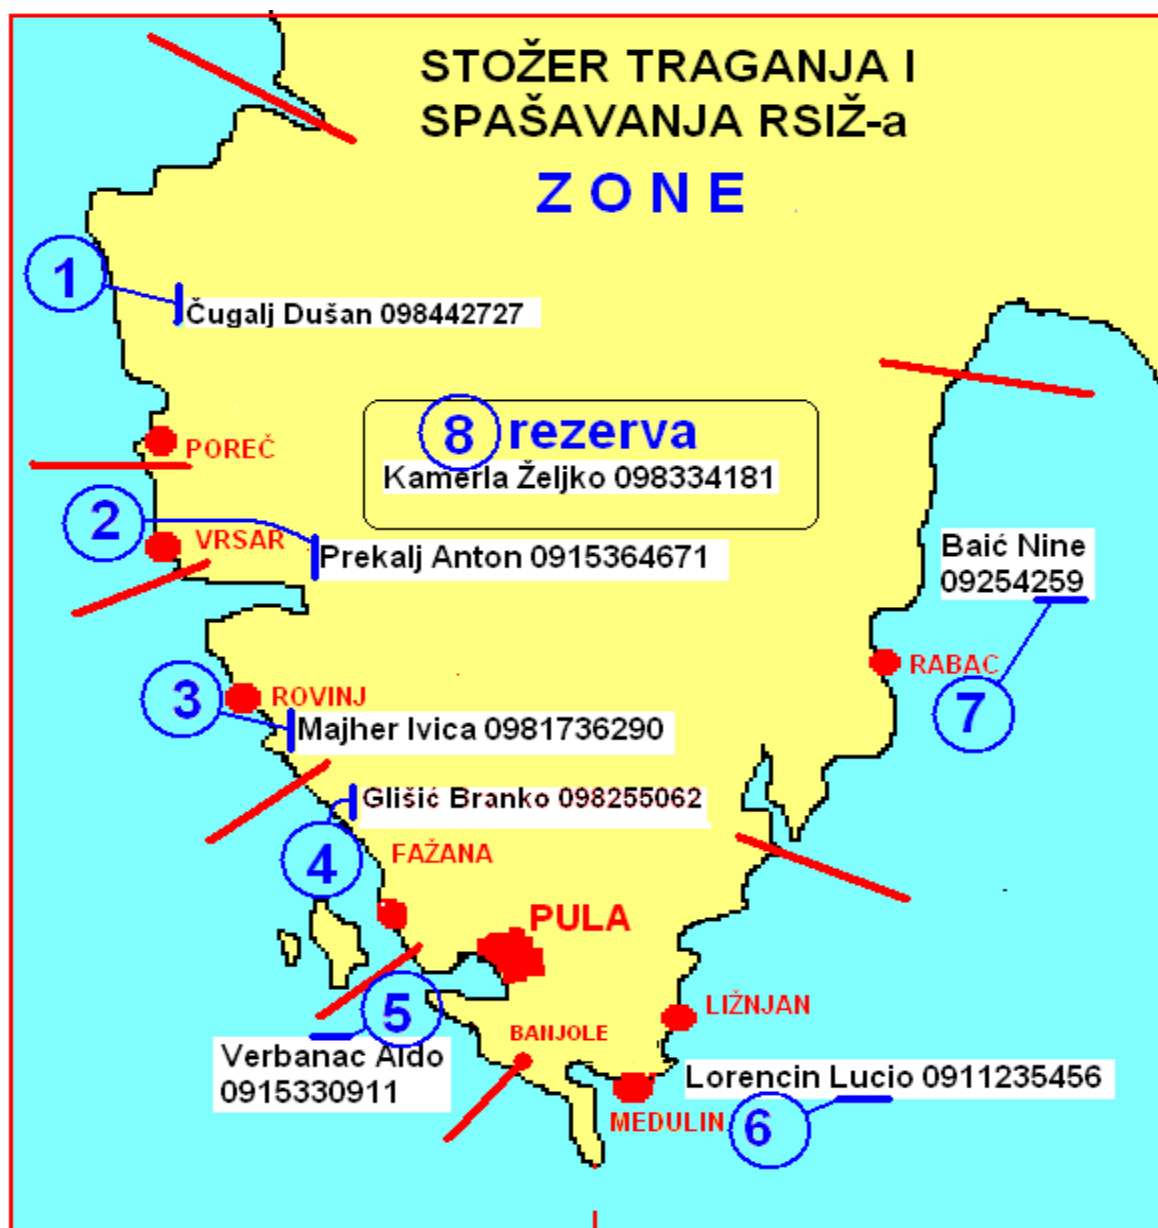 STOŽER TRAGANJA I
SPAŠAVANJA RSIŽ-a
Z O N E
1
Čugalj Dušan 098442727
8 rezerva
Kamerla Željko 098334181
POREČ
2
VRSAR
Prekalj Anton 0915364671
Baić Nine
09254259
RABAC
7
3
ROVINJ
Majher Ivica 0981736290
Glišić Branko 098255062
4
FAŽANA
PULA
5
LIŽNJAN
BANJOLE
Verbanac Aldo
0915330911
Lorencin Lucio 0911235456
MEDULIN
6